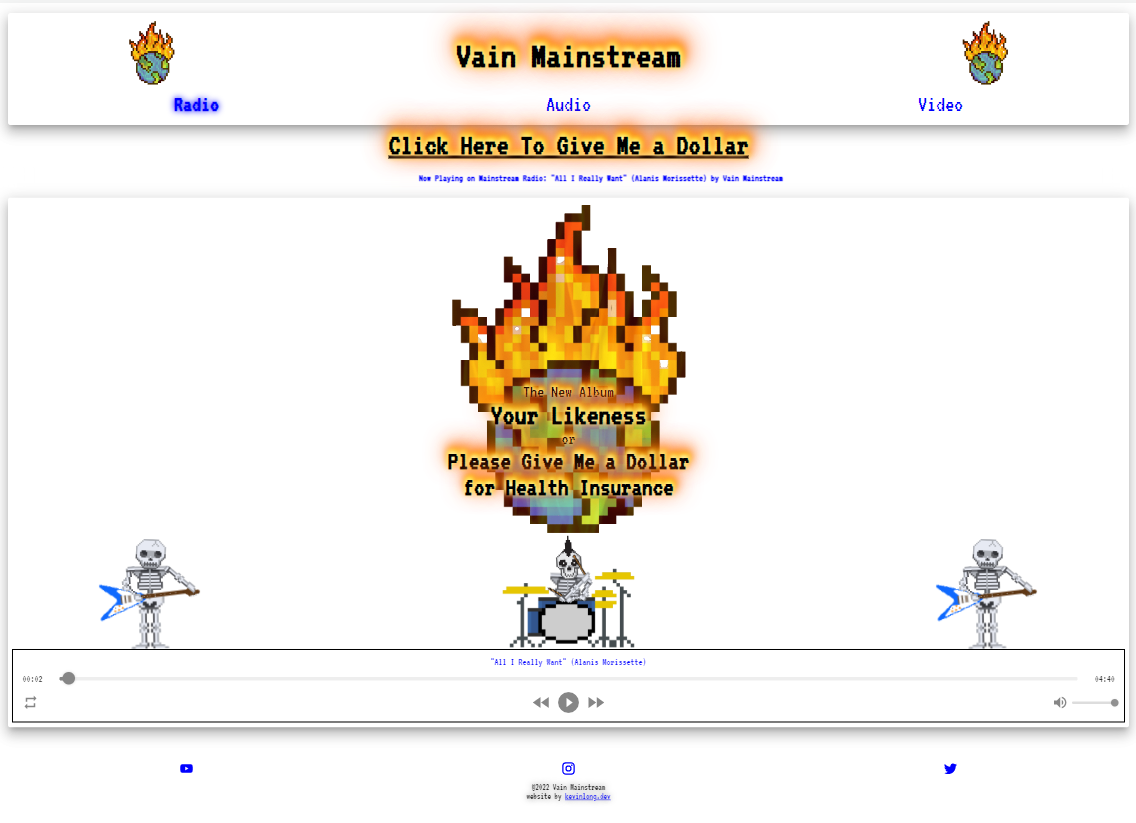 Vain Mainstream
Radio Audio Video
Click Here To Give Me a Dollar
Now Playing on Mainstream Radio: "All I Really Want" (Alanis Morissette) by Vain Mainstream
The New Album
Your Likeness
or
Please Give Me a Dollar
for Health Insurance
"All I Really Want" (Alanis Morissette)
00:02 04:40
©2022 Vain Mainstream
website by kevinlong.dev